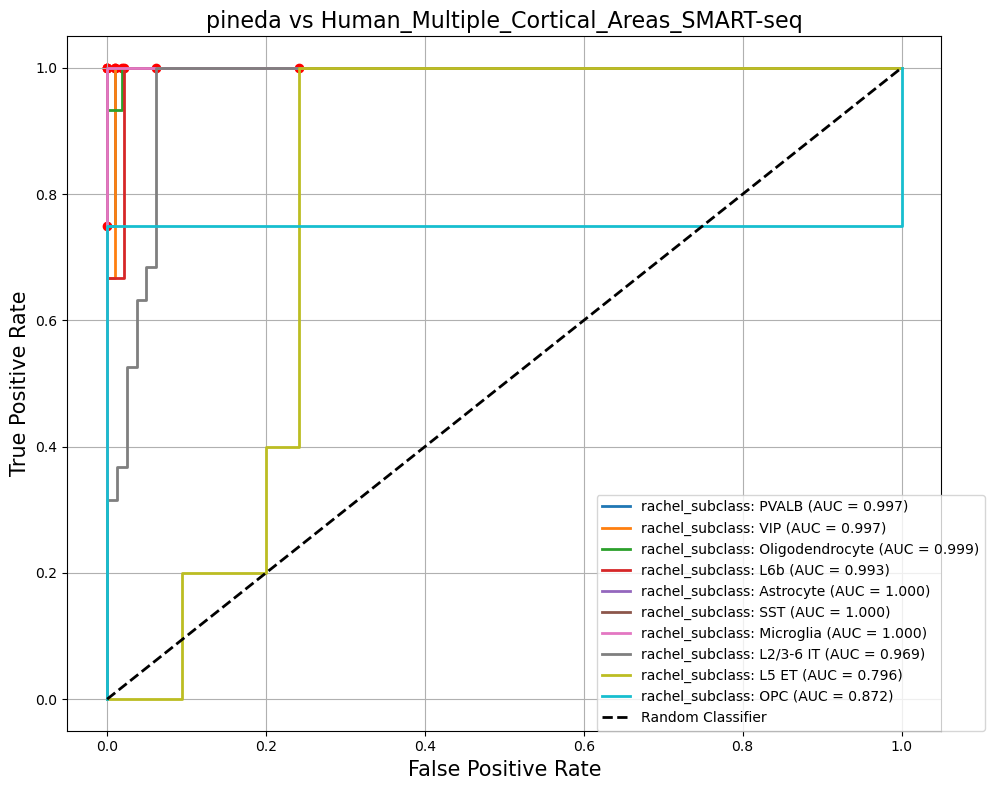 pineda vs Human_Multiple_Cortical_Areas_SMART-seq
True Positive Rate
1.0
0.8
0.6
0.4
0.2
0.0
rachel_subclass: PVALB (AUC = 0.997)
rachel_subclass: VIP (AUC = 0.997)
rachel_subclass: Oligodendrocyte (AUC = 0.999)
rachel_subclass: L6b (AUC = 0.993)
rachel_subclass: Astrocyte (AUC = 1.000)
rachel_subclass: SST (AUC = 1.000)
rachel_subclass: Microglia (AUC = 1.000)
rachel_subclass: L2/3-6 IT (AUC = 0.969)
rachel_subclass: L5 ET (AUC = 0.796)
rachel_subclass: OPC (AUC = 0.872)
Random Classifier
0.0 0.2 0.4 0.6 0.8 1.0
False Positive Rate